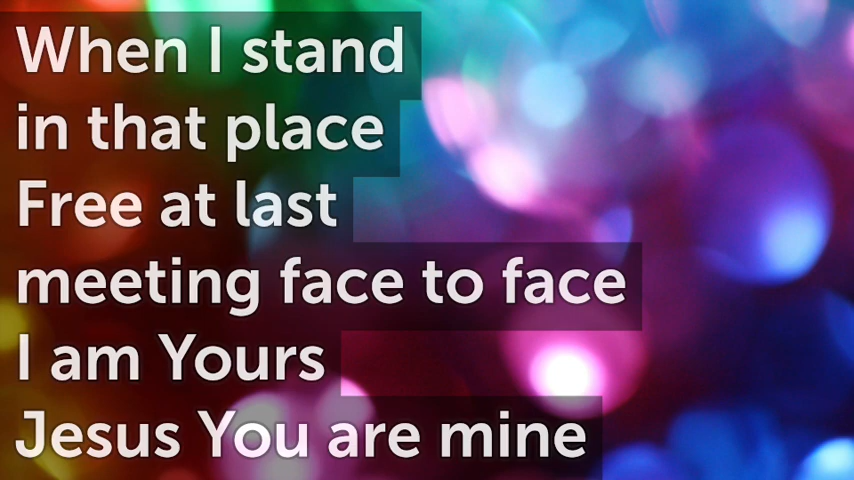 When I stand
in that place
Free at last
meeting face to face
I am Yours
Jesus You are mine